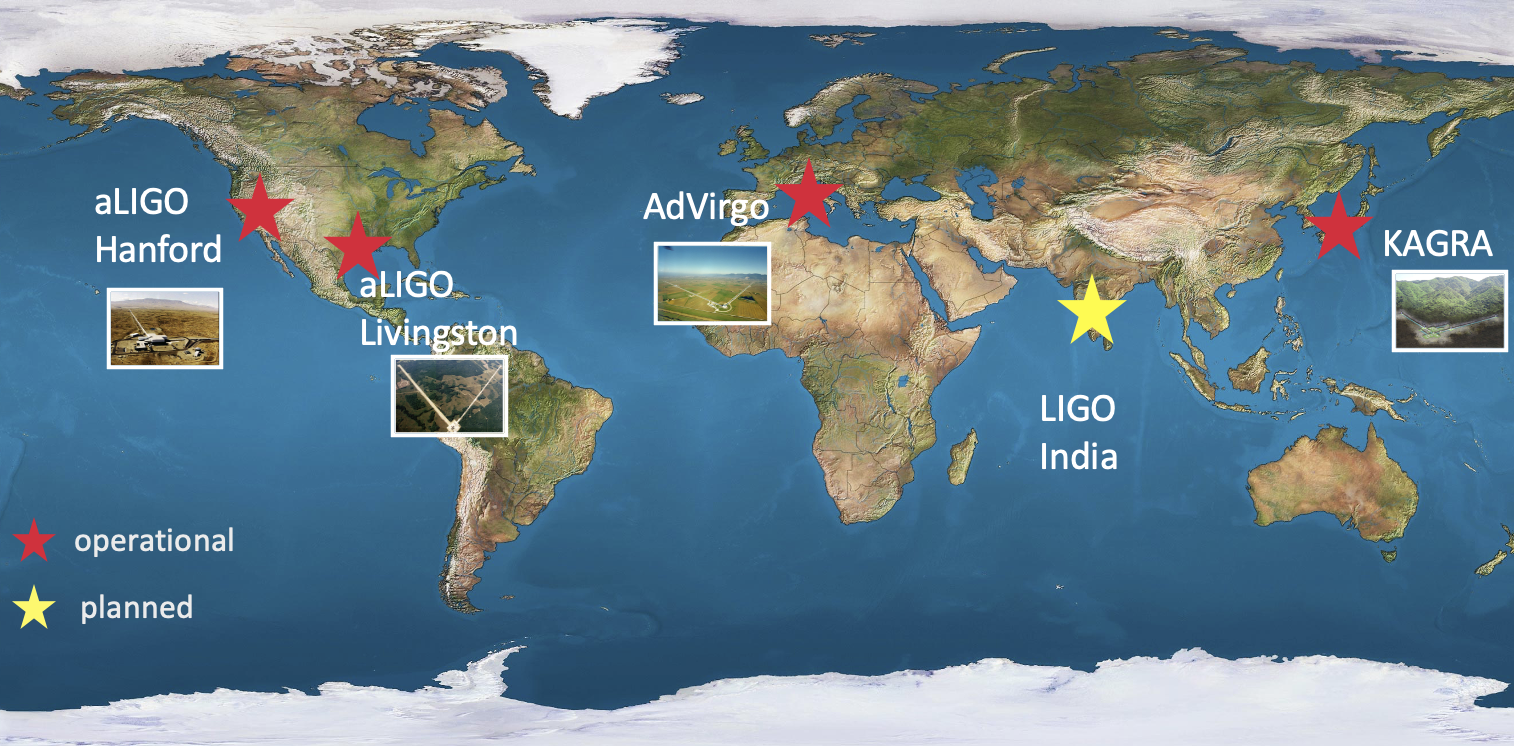 aLIGO
Hanford
aLIGO
Livingston
AdVirgo
KAGRA
LIGO
India
operational
planned